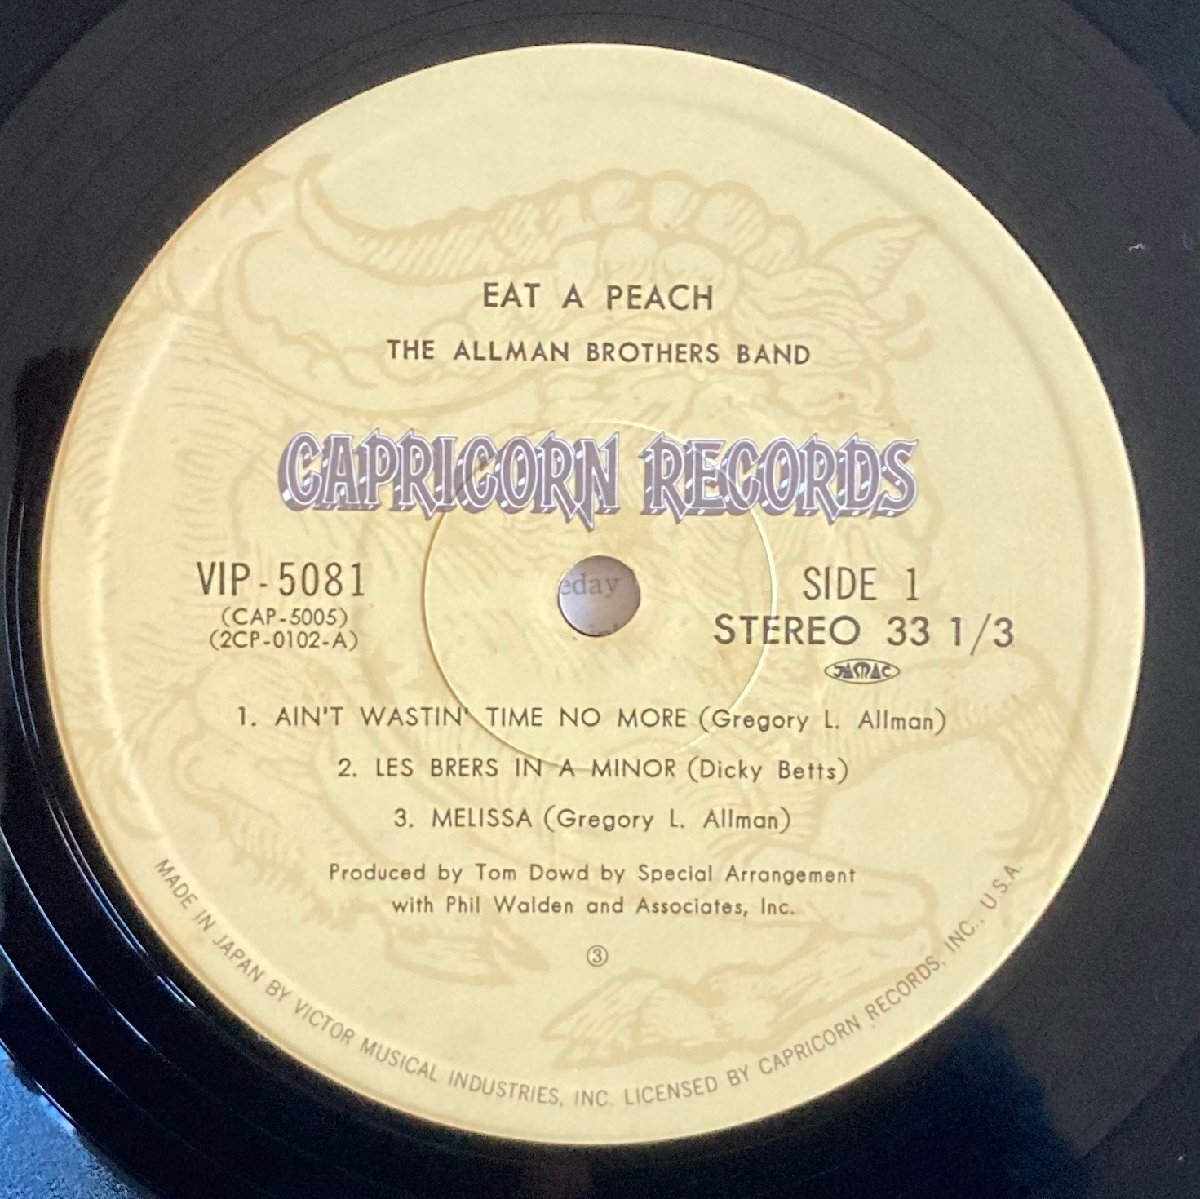 EAT A PEACH
THE ALLMAN BROTHERS BAND
CAPRICORN RECORDS
VIP-5081
(CAP-5005)
(2CP-0102-A)
eday
SIDE 1
STEREO 33 1/3
JASRAC
1. AIN'T WASTIN' TIME NO MORE (Gregory L. Allman)
2. LES BRERS IN A MINOR (Dicky Betts)
3. MELISSA (Gregory L. Allman)
Produced by Tom Dowd by Special Arrangement
with Phil Walden and Associates, Inc.
③
MADE IN JAPAN BY VICTOR MUSICAL INDUSTRIES, INC. LICENSED BY CAPRICORN RECORDS, INC., U.S.A.